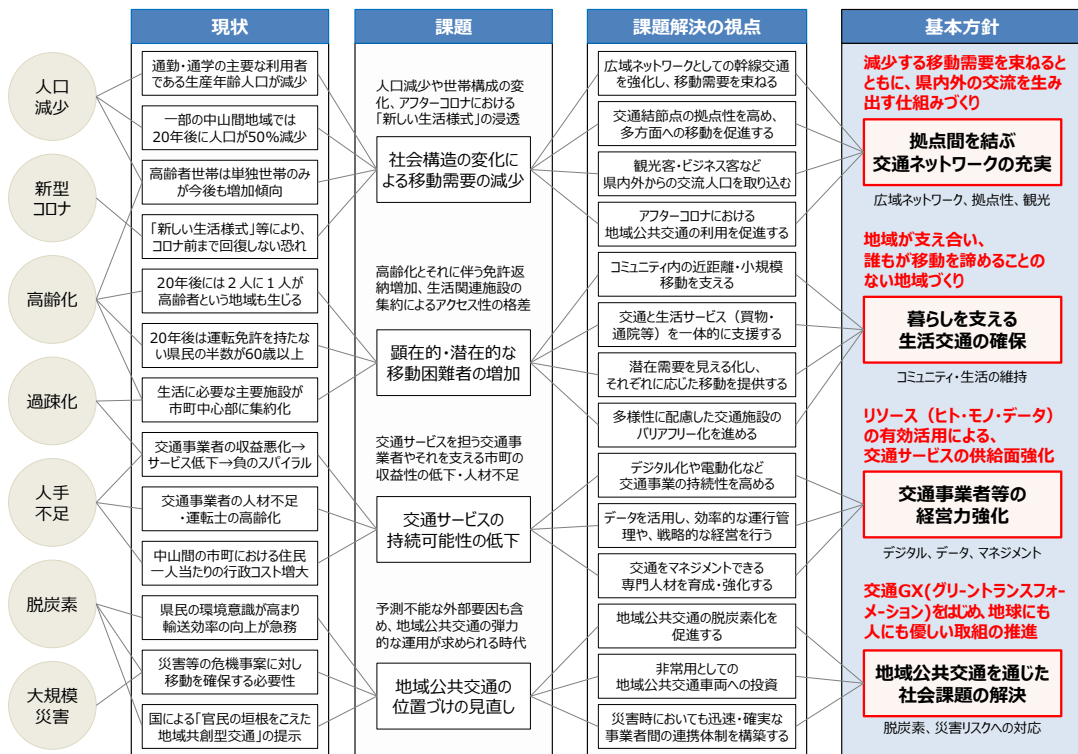 現状
課題
課題解決の視点
基本方針
人口
減少
新型
コロナ
高齢化
過疎化
人手
不足
脱炭素
大規模
災害
通勤・通学の主要な利用者
である生産年齢人口が減少
一部の中山間地域では
20年後に人口が50%減少
高齢者世帯は単独世帯のみ
が今後も増加傾向
「新しい生活様式」等により、
コロナ前まで回復しない恐れ
20年後には２人に１人が
高齢者という地域も生じる
20年後は運転免許を持たな
い県民の半数が60歳以上
生活に必要な主要施設が
市町中心部に集約化
交通事業者の収益悪化→
サービス低下→負のスパイラル
交通事業者の人材不足
・運転士の高齢化
中山間の市町における住民
一人当たりの行政コスト増大
県民の環境意識が高まり
輸送効率の向上が急務
災害等の危機事案に対し
移動を確保する必要性
国による「官民の垣根をこえた
地域共創型交通」の提示
人口減少や世帯構成の変
化、アフターコロナにおける
「新しい生活様式」の浸透
社会構造の変化に
よる移動需要の減少
高齢化とそれに伴う免許返
納増加、生活関連施設の
集約によるアクセス性の格差
顕在的・潜在的な
移動困難者の増加
交通サービスを担う交通事
業者やそれを支える市町の
収益性の低下・人材不足
交通サービスの
持続可能性の低下
予測不能な外部要因も含
め、地域公共交通の弾力
的な運用が求められる時代
地域公共交通の
位置づけの見直し
広域ネットワークとしての幹線交通
を強化し、移動需要を束ねる
交通結節点の拠点性を高め、
多方面への移動を促進する
観光客・ビジネス客など
県内外からの交流人口を取り込む
アフターコロナにおける
地域公共交通の利用を促進する
コミュニティ内の近距離・小規模
移動を支える
交通と生活サービス（買物・
通院等）を一体的に支援する
潜在需要を見える化し、
それぞれに応じた移動を提供する
多様性に配慮した交通施設の
バリアフリー化を進める
デジタル化や電動化など
交通事業の持続性を高める
データを活用し、効率的な運行管
理や、戦略的な経営を行う
交通をマネジメントできる
専門人材を育成・強化する
地域公共交通の脱炭素化を
促進する
非常用としての
地域公共交通車両への投資
災害時においても迅速・確実な
事業者間の連携体制を構築する
減少する移動需要を束ねると
ともに、県内外の交流を生み
出す仕組みづくり
拠点間を結ぶ
交通ネットワークの充実
広域ネットワーク、拠点性、観光
地域が支え合い、
誰もが移動を諦めることの
ない地域づくり
暮らしを支える
生活交通の確保
コミュニティ・生活の維持
リソース（ヒト・モノ・データ）
の有効活用による、
交通サービスの供給面強化
交通事業者等の
経営力強化
デジタル、データ、マネジメント
交通GX(グリーントランスフォー
メーション)をはじめ、地球にも
人にも優しい取組の推進
地域公共交通を通じた
社会課題の解決
脱炭素、災害リスクへの対応